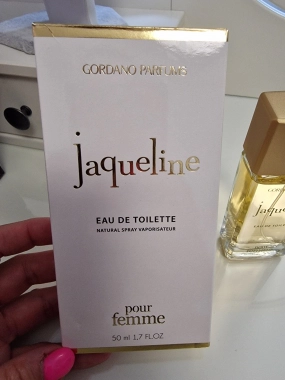 GORDANO PARFUMS
jaqueline
EAU DE TOILETTE
NATURAL SPRAY VAPORISATEUR
pour
femme
50 ml 1,7 FL.OZ